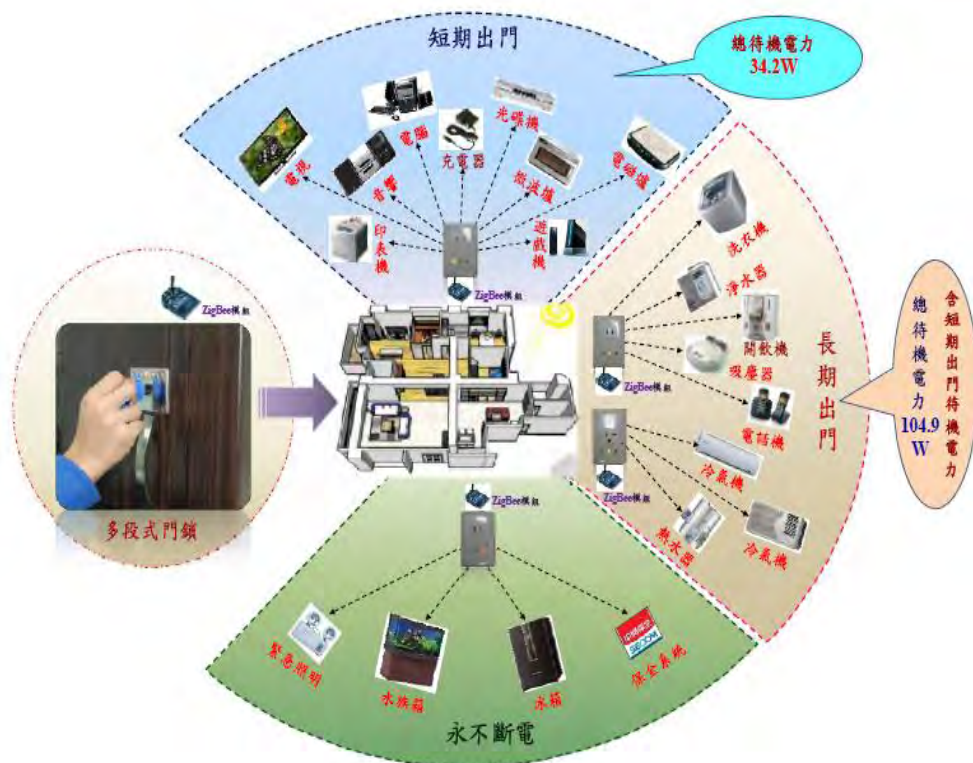 短期出門
總待機電力
34.2W
電視
音響
電腦
充電器
光碟機
微波爐
電磁爐
印表機
遊戲機
ZigBee模組
ZigBee模組
多段式門鎖
洗衣機
淨水器
開飲機
吸塵器
電話機
冷氣機
冷氣機
熱水器
ZigBee模組
ZigBee模組
長期出門
含短期出門待機電力
總待機電力
104.9
W
ZigBee模組
緊急照明
水族箱
冰箱
保全系統
永不斷電